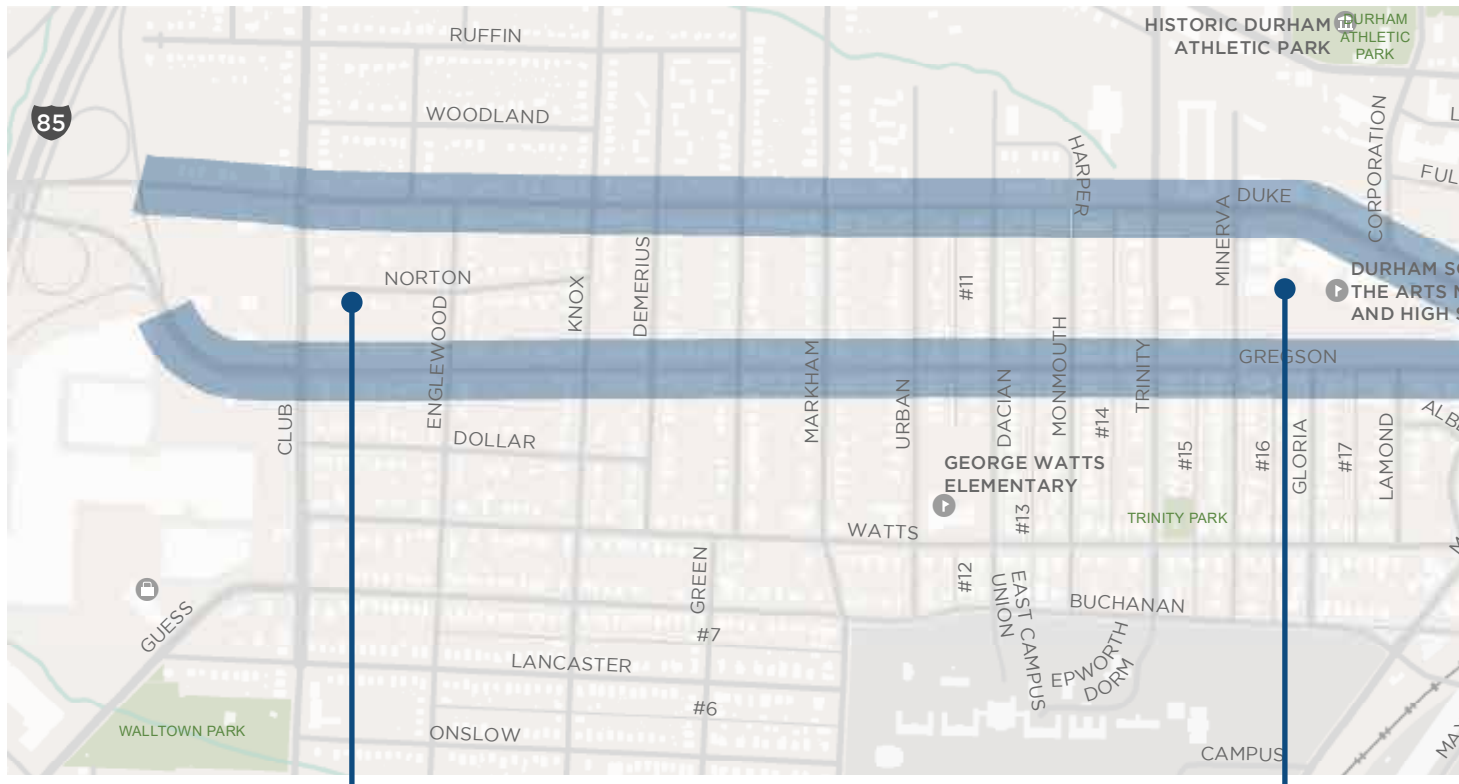 RUFFIN
HISTORIC DURHAM
ATHLETIC PARK
DURHAM
ATHLETIC
PARK
85
WOODLAND
CORPORATION
HARPER
DUKE
MINERVA
NORTON
ENGLEWOOD
KNOX
DEMERIUS
#11
DURHAM
THE ARTS
AND HIGH
MONMOUTH
TRINITY
GREGSON
MARKHAM
URBAN
DACIAN
#14
CLUB
DOLLAR
#15
#16
GLORIA
#17
LAMOND
GEORGE WATTS
ELEMENTARY
#13
TRINITY PARK
WATTS
GREEN
#12
UNION
EAST CAMPUS
BUCHANAN
GUESS
#7
LANCASTER
EPWORTH
DORM
#6
WALLTOWN PARK
ONSLOW
CAMPUS